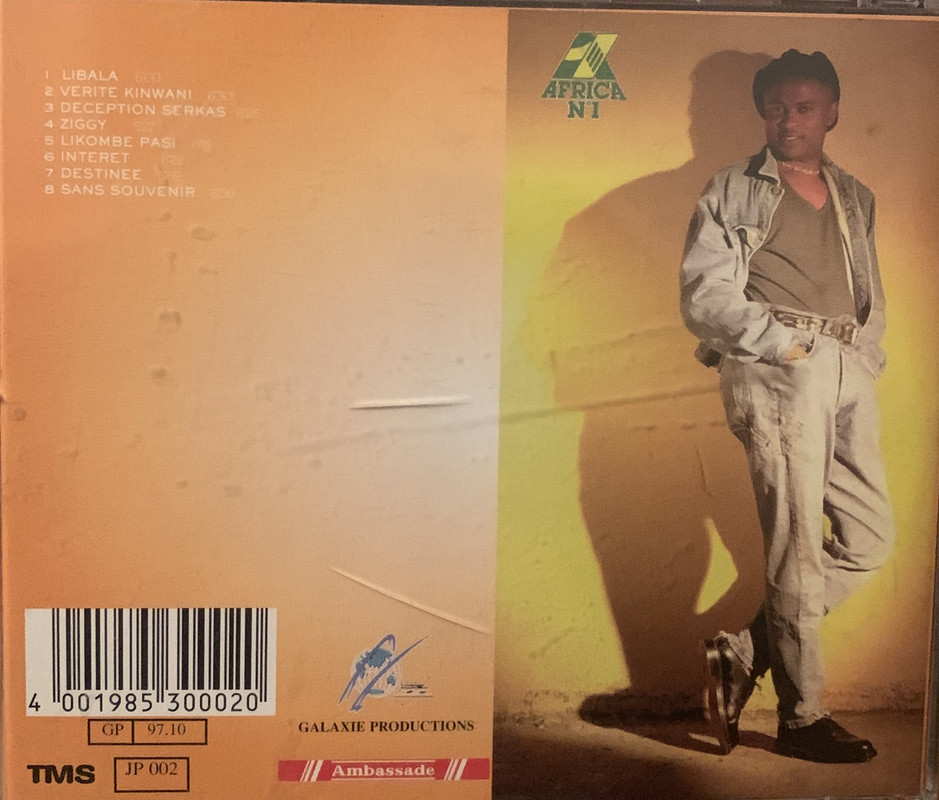 1 LIBALA
2 VERITE KINWANI
3 DECEPTION SERKAS
4 ZIGGY
5 LIKOMBE PASI
6 INTERET
7 DESTINEE
8 SANS SOUVENIR
AFRICA
N°1
4 001985 300020
GP 97.10
TMS JP 002
GALAXIE PRODUCTIONS
Ambassade